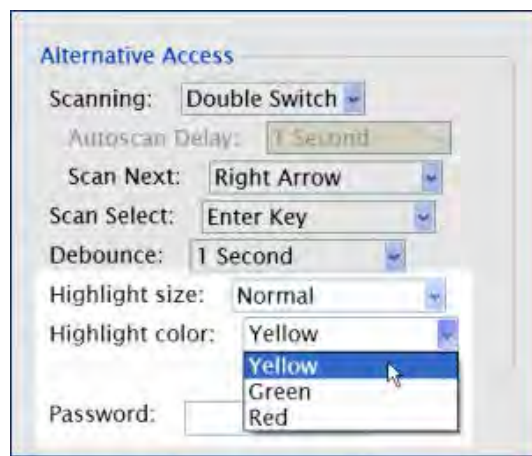 Alternative Access
Scanning: Double Switch
Autoscan Delay: 1 Second
Scan Next: Right Arrow
Scan Select: Enter Key
Debounce: 1 Second
Highlight size: Normal
Highlight color: Yellow
Yellow
Green
Password:
Red